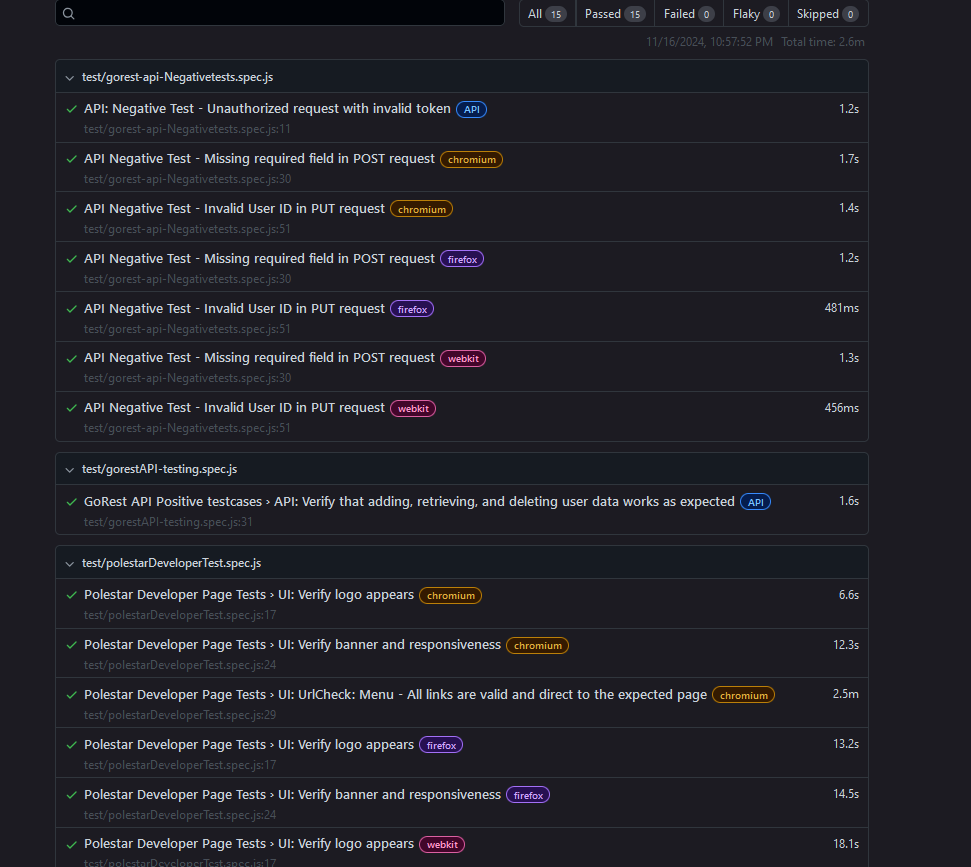 All 15 Passed 15 Failed 0 Flaky 0 Skipped 0
11/16/2024, 10:57:52 PM Total time: 2.6m
test/gorest-api-Negativetests.spec.js
API: Negative Test - Unauthorized request with invalid token API 1.2s
test/gorest-api-Negativetests.spec.js:11
API Negative Test - Missing required field in POST request chromium 1.7s
test/gorest-api-Negativetests.spec.js:30
API Negative Test - Invalid User ID in PUT request chromium 1.4s
test/gorest-api-Negativetests.spec.js:51
API Negative Test - Missing required field in POST request firefox 1.2s
test/gorest-api-Negativetests.spec.js:30
API Negative Test - Invalid User ID in PUT request firefox 481ms
test/gorest-api-Negativetests.spec.js:51
API Negative Test - Missing required field in POST request webkit 1.3s
test/gorest-api-Negativetests.spec.js:30
API Negative Test - Invalid User ID in PUT request webkit 456ms
test/gorest-api-Negativetests.spec.js:51
test/gorestAPI-testing.spec.js
GoRest API Positive testcases › API: Verify that adding, retrieving, and deleting user data works as expected API 1.6s
test/gorestAPI-testing.spec.js:31
test/polestarDeveloperTest.spec.js
Polestar Developer Page Tests › UI: Verify logo appears chromium 6.6s
test/polestarDeveloperTest.spec.js:17
Polestar Developer Page Tests › UI: Verify banner and responsiveness chromium 12.3s
test/polestarDeveloperTest.spec.js:24
Polestar Developer Page Tests › UI: UrlCheck: Menu - All links are valid and direct to the expected page chromium 2.5m
test/polestarDeveloperTest.spec.js:29
Polestar Developer Page Tests › UI: Verify logo appears firefox 13.2s
test/polestarDeveloperTest.spec.js:17
Polestar Developer Page Tests › UI: Verify banner and responsiveness firefox 14.5s
test/polestarDeveloperTest.spec.js:24
Polestar Developer Page Tests › UI: Verify logo appears webkit 18.1s
test/polestarDeveloperTest.spec.js:17